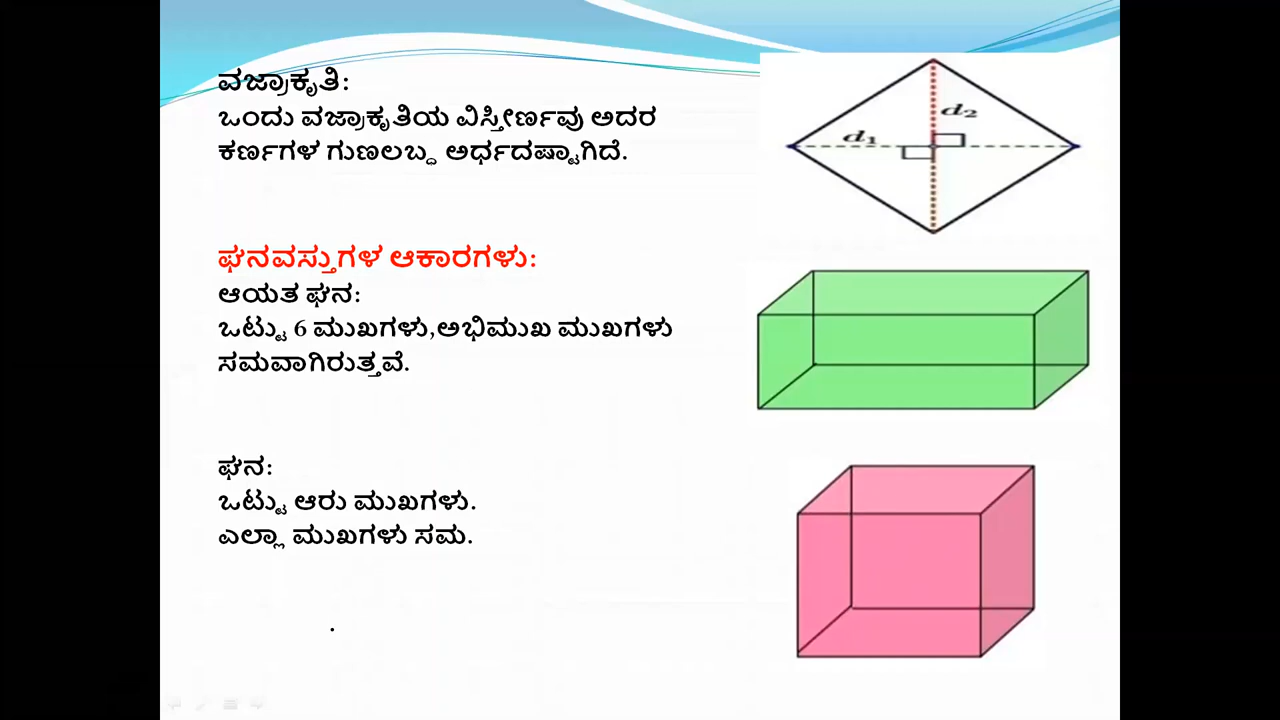 ವಜ್ರಾಕೃತಿ:
ಒಂದು ವಜ್ರಾಕೃತಿಯ ವಿಸ್ತೀರ್ಣವು ಅದರ
ಕರ್ಣಗಳ ಗುಣಲಬ್ದ ಅರ್ಧದಷ್ಟಾಗಿದೆ.
d1
d2
ಘನವಸ್ತುಗಳ ಆಕಾರಗಳು:
ಆಯತ ಘನ:
ಒಟ್ಟು 6 ಮುಖಗಳು,ಅಭಿಮುಖ ಮುಖಗಳು
ಸಮವಾಗಿರುತ್ತವೆ.
ಘನ:
ಒಟ್ಟು ಆರು ಮುಖಗಳು.
ಎಲ್ಲಾ ಮುಖಗಳು ಸಮ.
.